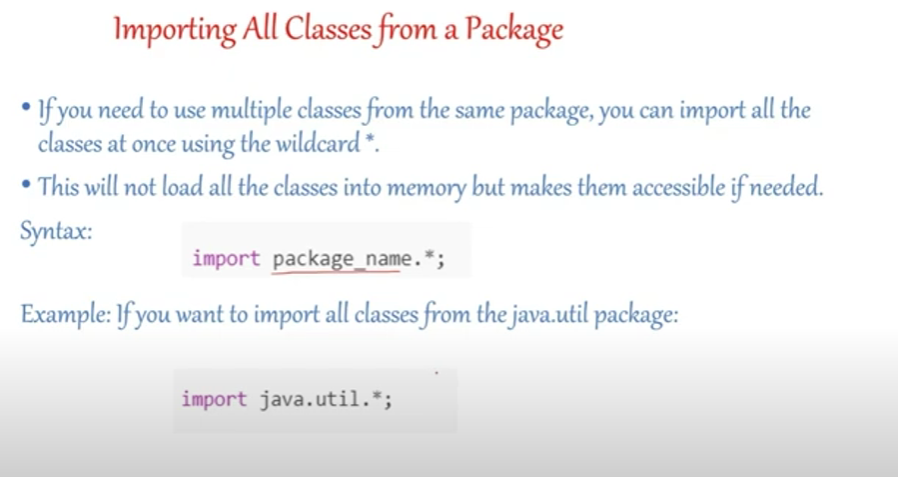 Importing All Classes from a Package
• If you need to use multiple classes from the same package, you can import all the
classes at once using the wildcard *.
• This will not load all the classes into memory but makes them accessible if needed.
Syntax:
import package_name.*;
Example: If you want to import all classes from the java.util package:
import java.util.*;